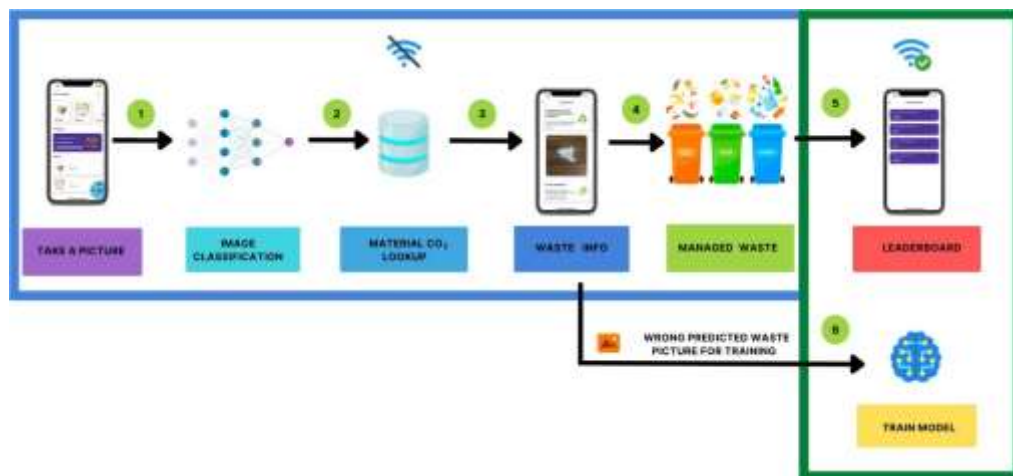 1
2
3
4
5
TAKE A PICTURE
IMAGE
CLASSIFICATION
MATERIAL CO₂
LOOKUP
WASTE INFO
MANAGED WASTE
LEADERBOARD
6
WRONG PREDICTED WASTE
PICTURE FOR TRAINING
TRAIN MODEL